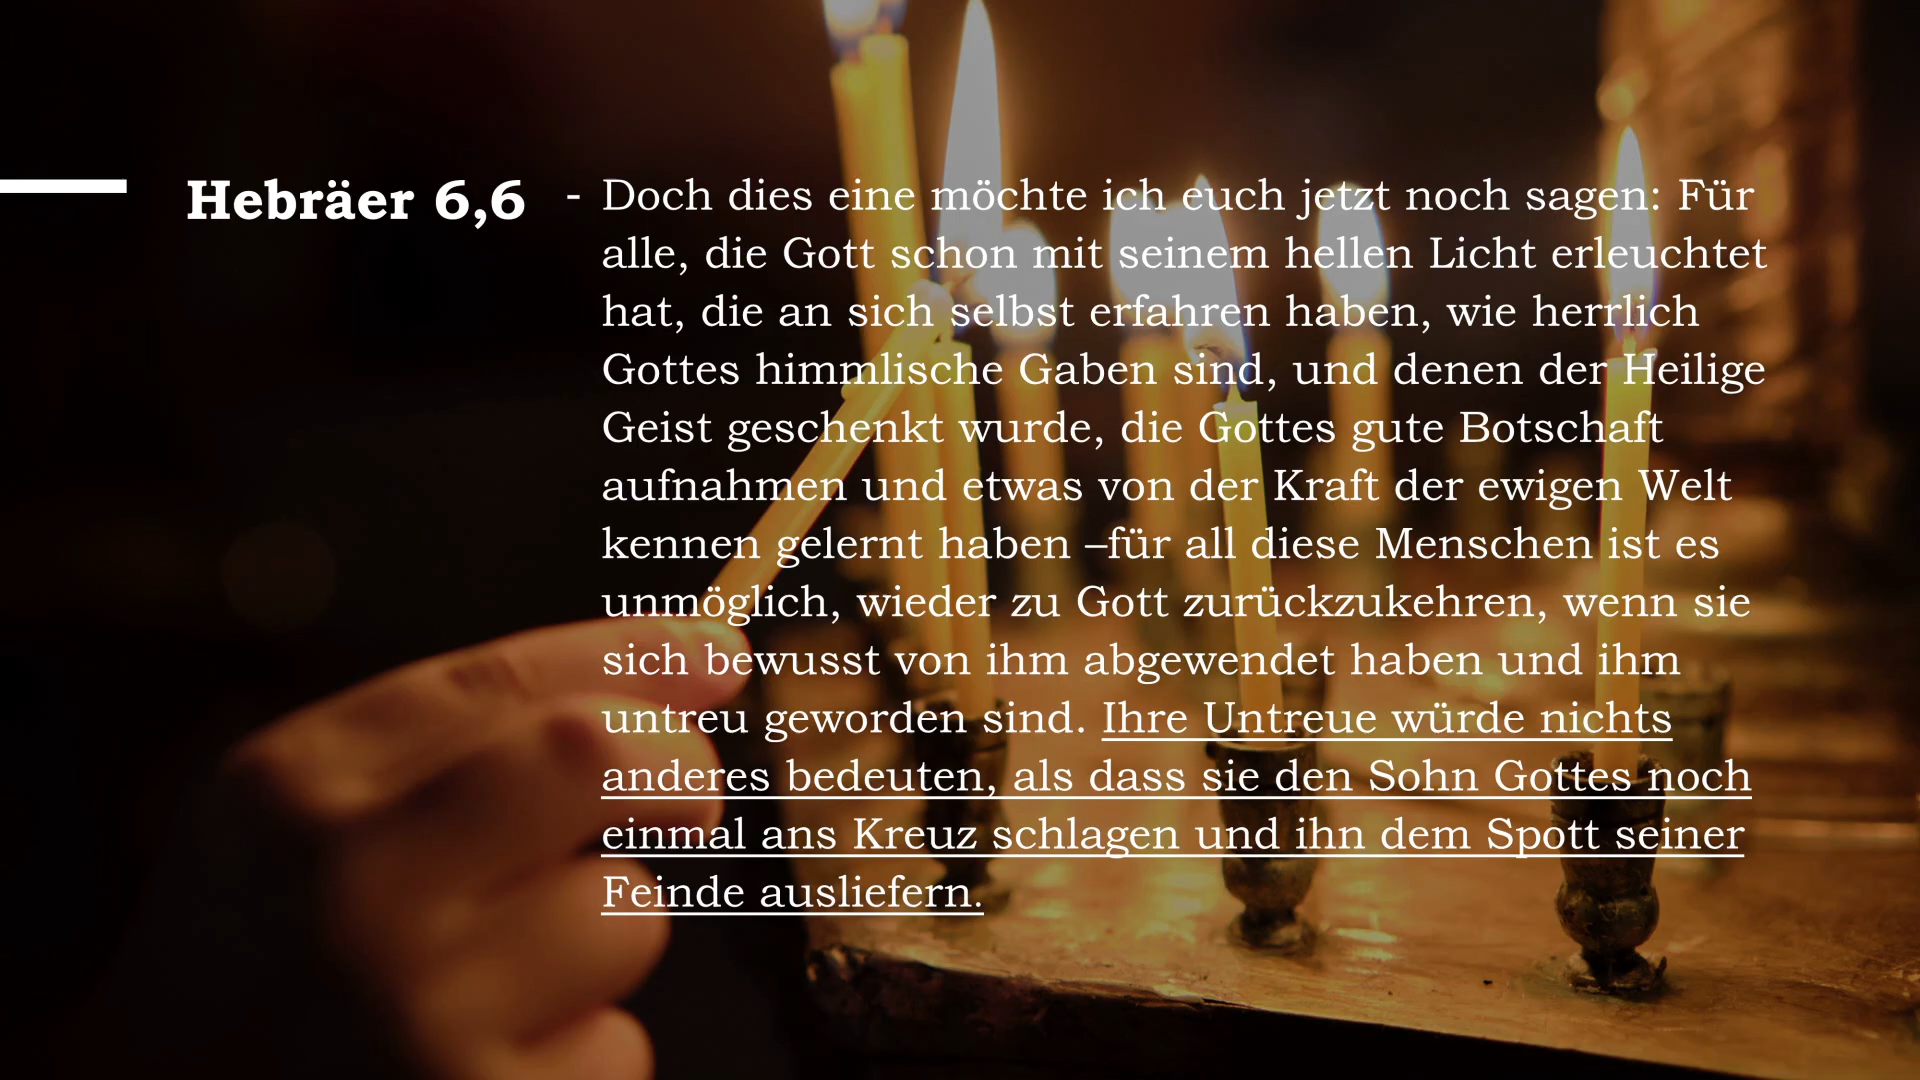 Hebräer 6,6
- Doch dies eine möchte ich euch jetzt noch sagen: Für
alle, die Gott schon mit seinem hellen Licht erleuchtet
hat, die an sich selbst erfahren haben, wie herrlich
Gottes himmlische Gaben sind, und denen der Heilige
Geist geschenkt wurde, die Gottes gute Botschaft
aufnahmen und etwas von der Kraft der ewigen Welt
kennen gelernt haben –für all diese Menschen ist es
unmöglich, wieder zu Gott zurückzukehren, wenn sie
sich bewusst von ihm abgewendet haben und ihm
untreu geworden sind. Ihre Untreue würde nichts
anderes bedeuten, als dass sie den Sohn Gottes noch
einmal ans Kreuz schlagen und ihn dem Spott seiner
Feinde ausliefern.